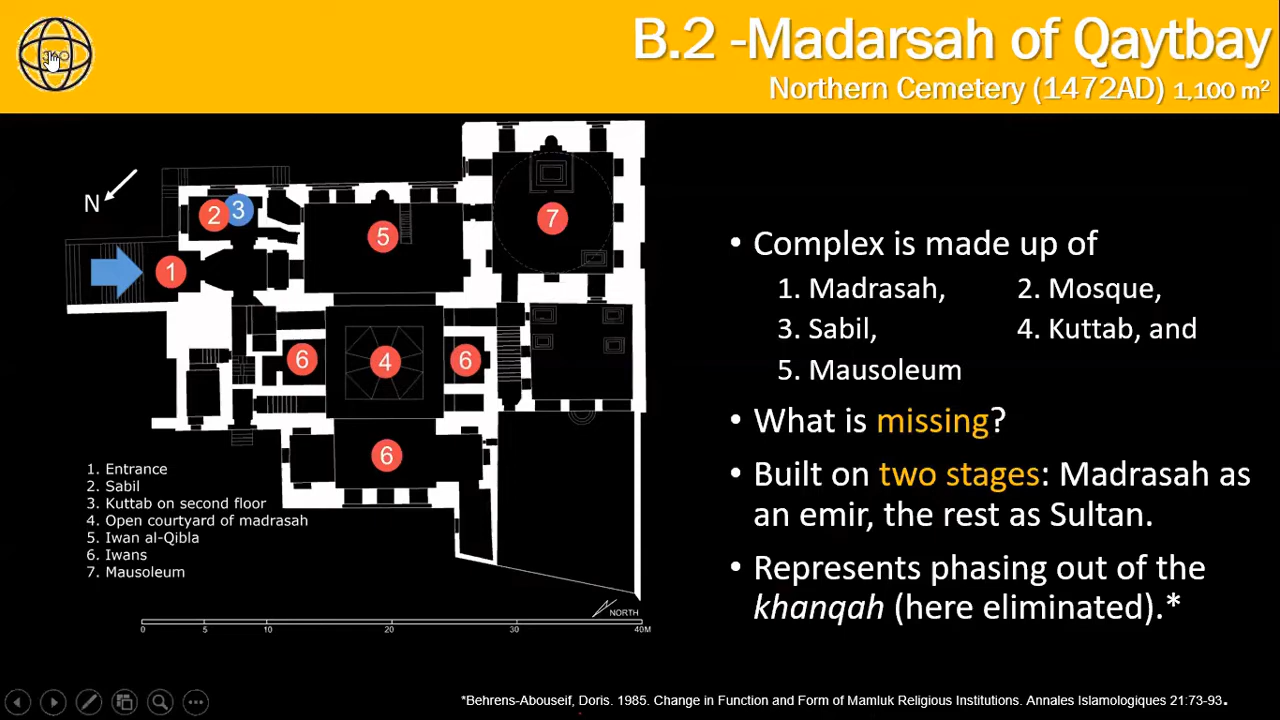 B.2 -Madarsah of Qaytbay
Northern Cemetery (1472AD) 1,100 m²
N
2
3
1
5
7
6
4
6
6
1. Entrance
2. Sabil
3. Kuttab on second floor
4. Open courtyard of madrasah
5. Iwan al-Qibla
6. Iwans
7. Mausoleum
NORTH
0 5 10 20 30 40M
• Complex is made up of
1. Madrasah, 2. Mosque,
3. Sabil, 4. Kuttab, and
5. Mausoleum
• What is missing?
• Built on two stages: Madrasah as
an emir, the rest as Sultan.
• Represents phasing out of the
khanqah (here eliminated).*
*Behrens-Abouseif, Doris. 1985. Change in Function and Form of Mamluk Religious Institutions. Annales Islamologiques 21:73-93.